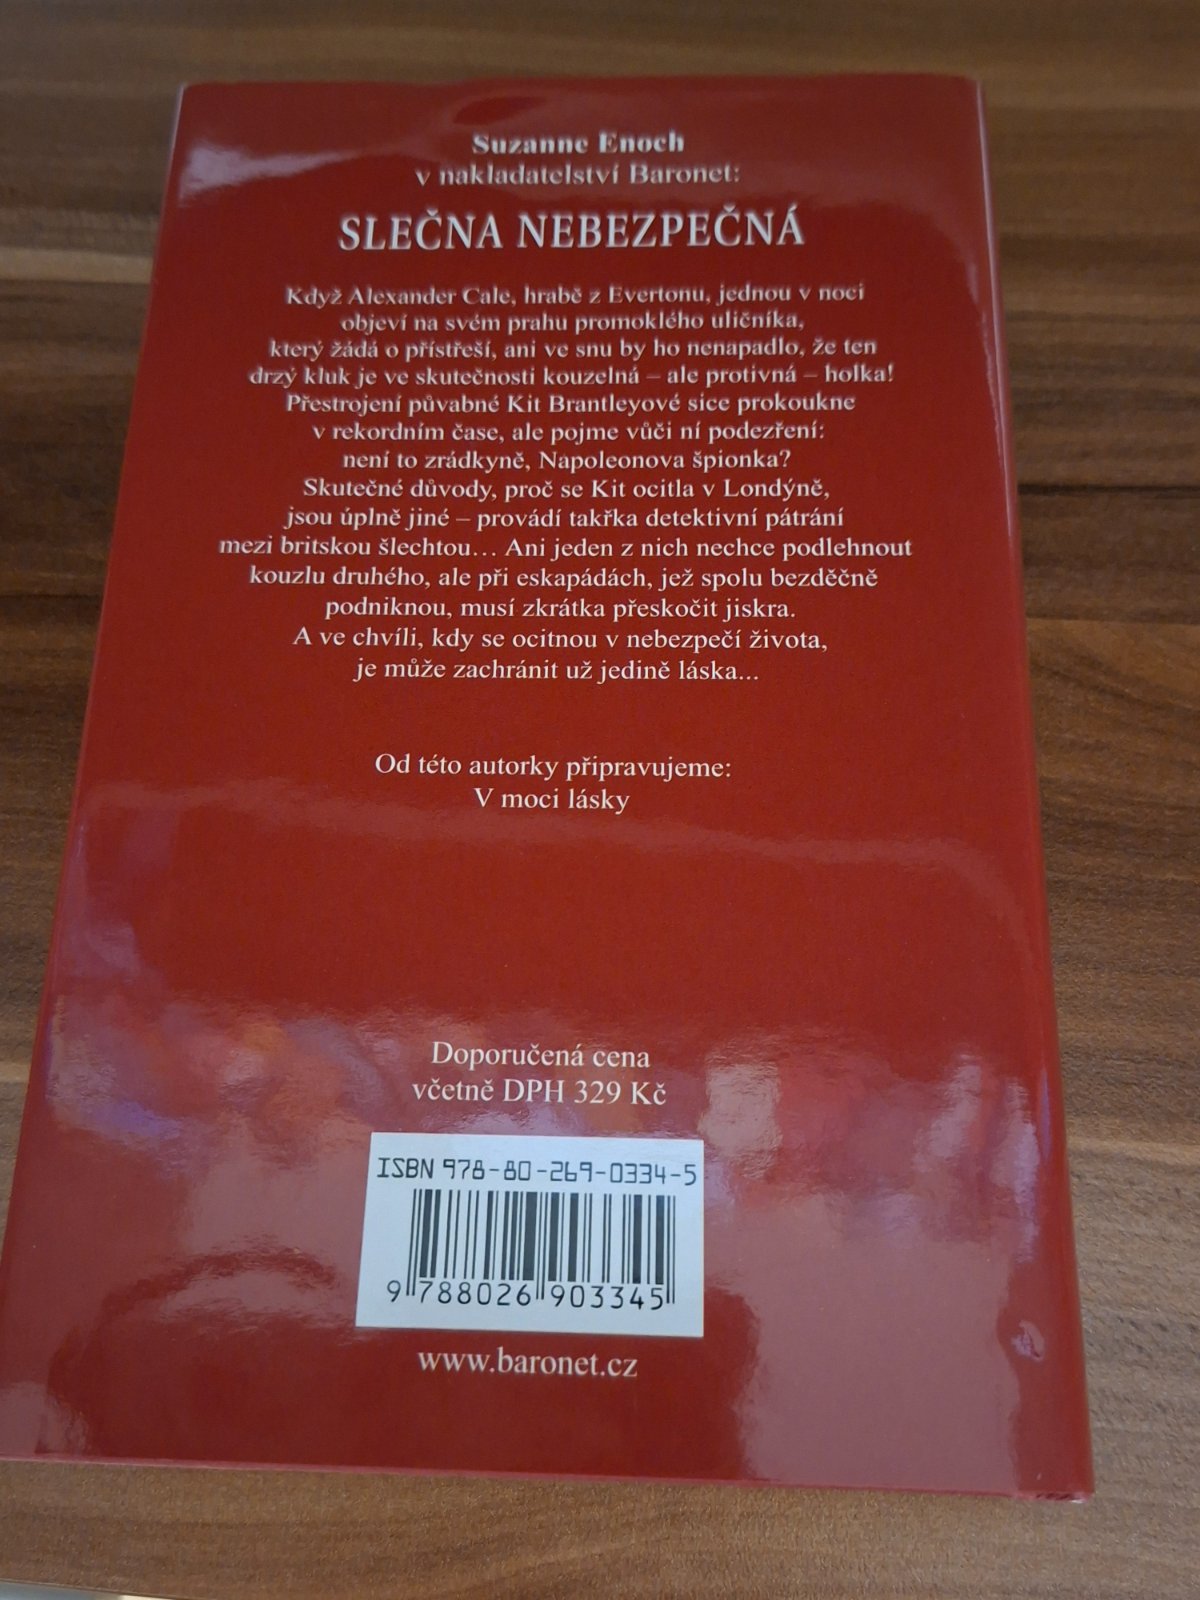 Suzanne Enoch
v nakladatelství Baronet:
SLEČNA NEBEZPEČNÁ
Když Alexander Cale, hrabě z Evertonu, jednou v noci
objeví na svém prahu promoklého uličníka,
který žádá o přístřeší, ani ve snu by ho nenapadlo, že ten
drzý kluk je ve skutečnosti kouzelná – ale protivná – holka!
Přestrojení půvabné Kit Brantleyové sice prokoukne
v rekordním čase, ale pojme vůči ní podezření:
není to zrádkyně, Napoleonova špionka?
Skutečné důvody, proč se Kit ocitla v Londýně,
jsou úplně jiné – provádí takřka detektivní pátrání
mezi britskou šlechtou... Ani jeden z nich nechce podlehnout
kouzlu druhého, ale při eskapádách, jež spolu bezděčně
podniknou, musí zkrátka přeskočit jiskra.
A ve chvíli, kdy se ocitnou v nebezpečí života,
je může zachránit už jedině láska...
Od této autorky připravujeme:
V moci lásky
Doporučená cena
včetně DPH 329 Kč
ISBN 978-80-269-0334-5
9 788026 903345
www.baronet.cz